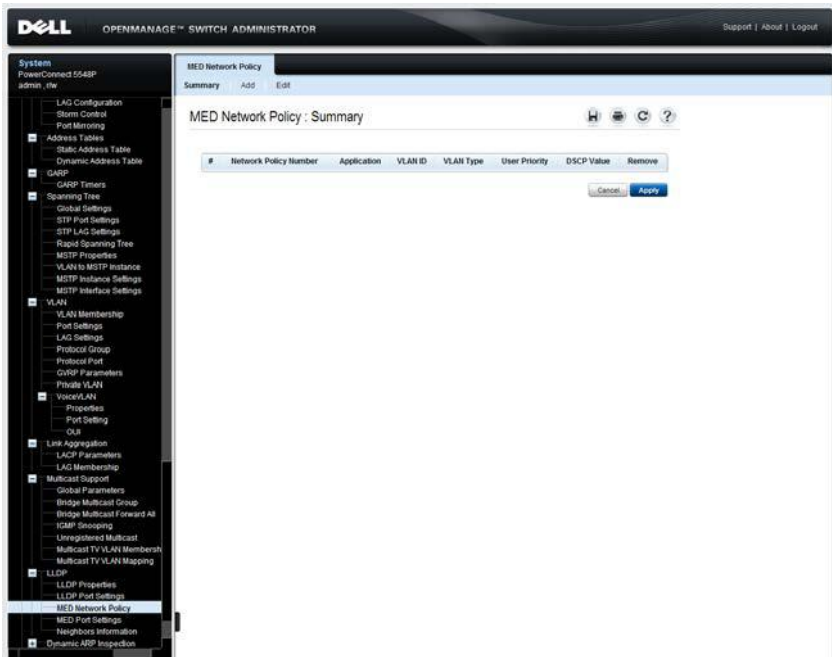 DELL
OPENMANAGE™ SWITCH ADMINISTRATOR
Support | About | Logout
System
PowerConnect 5548P
admin , r/w
LAG Configuration
Storm Control
Port Mirroring
Address Tables
Static Address Table
Dynamic Address Table
GARP
GARP Timers
Spanning Tree
Global Settings
STP Port Settings
STP LAG Settings
Rapid Spanning Tree
MSTP Properties
VLAN to MSTP Instance
MSTP Instance Settings
MSTP Interface Settings
VLAN
VLAN Membership
Port Settings
LAG Settings
Protocol Group
Protocol Port
GVRP Parameters
Private VLAN
VoiceVLAN
Properties
Port Setting
OUI
Link Aggregation
LACP Parameters
LAG Membership
Multicast Support
Global Parameters
Bridge Multicast Group
Bridge Multicast Forward All
IGMP Snooping
Unregistered Multicast
Multicast TV VLAN Membersh
Multicast TV VLAN Mapping
LLDP
LLDP Properties
LLDP Port Settings
MED Network Policy
MED Port Settings
Neighbors Information
Dynamic ARP Inspection
MED Network Policy
Summary Add Edit
MED Network Policy : Summary
?
# Network Policy Number Application VLAN ID VLAN Type User Priority DSCP Value Remove
Cancel Apply